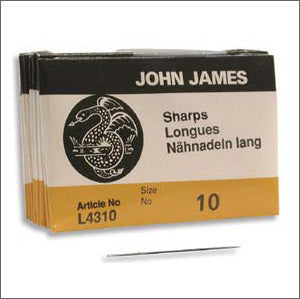 JOHN JAMES
Sharps
Longues
Nähnadeln lang
Article No
L4310
Size
No
10